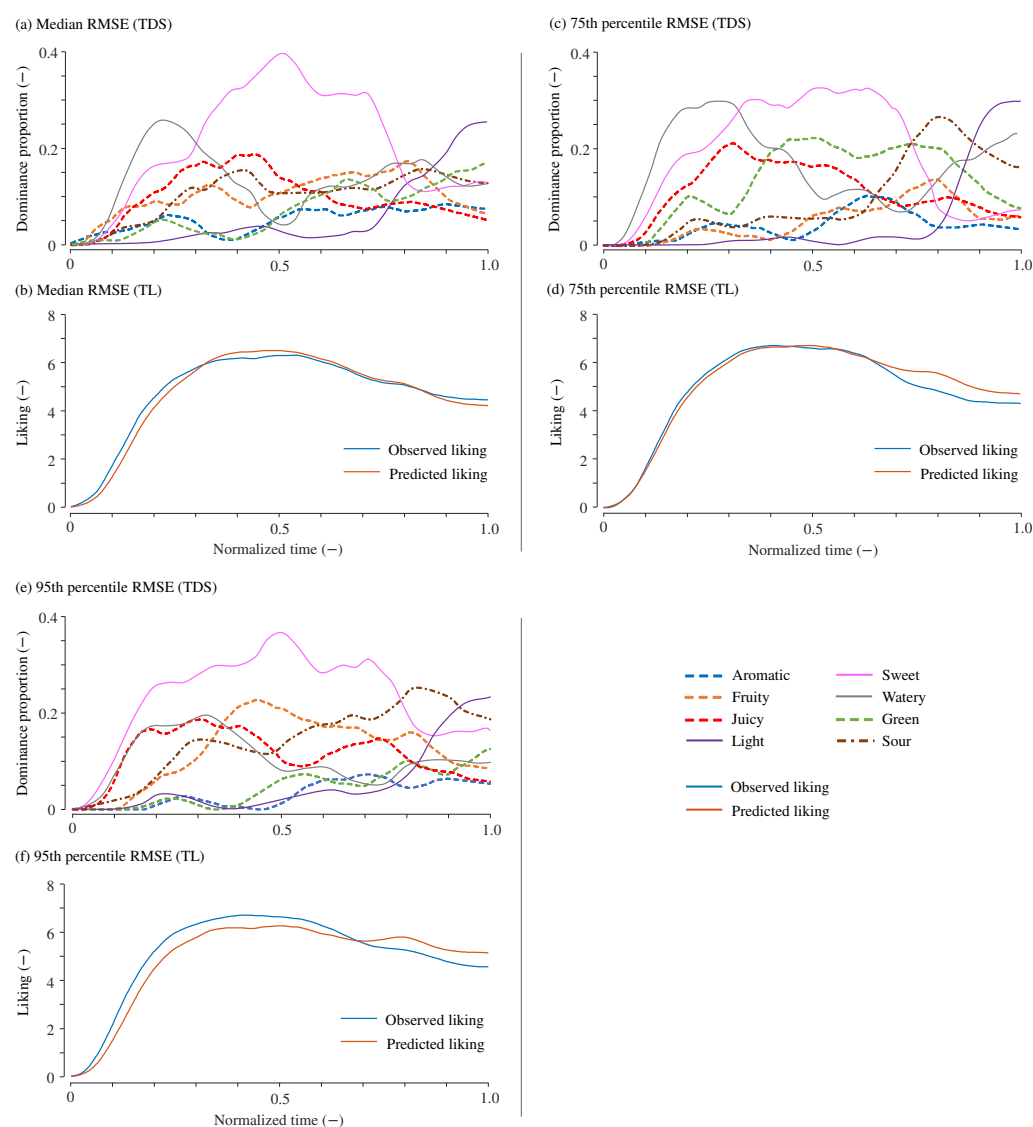 (a) Median RMSE (TDS)
Dominance proportion (−)
0.4
0.2
0
0
0.5
1.0
(b) Median RMSE (TL)
Liking (−)
8
6
4
2
0
Observed liking
Predicted liking
0
0.5
1.0
Normalized time (−)
(c) 75th percentile RMSE (TDS)
Dominance proportion (−)
0.4
0.2
0
0
0.5
1.0
(d) 75th percentile RMSE (TL)
Liking (−)
8
6
4
2
0
Observed liking
Predicted liking
0
0.5
1.0
Normalized time (−)
(e) 95th percentile RMSE (TDS)
Dominance proportion (−)
0.4
0.2
0
0
0.5
1.0
(f) 95th percentile RMSE (TL)
Liking (−)
8
6
4
2
0
Observed liking
Predicted liking
0
0.5
1.0
Normalized time (−)
Aromatic
Sweet
Fruity
Watery
Juicy
Green
Light
Sour
Observed liking
Predicted liking